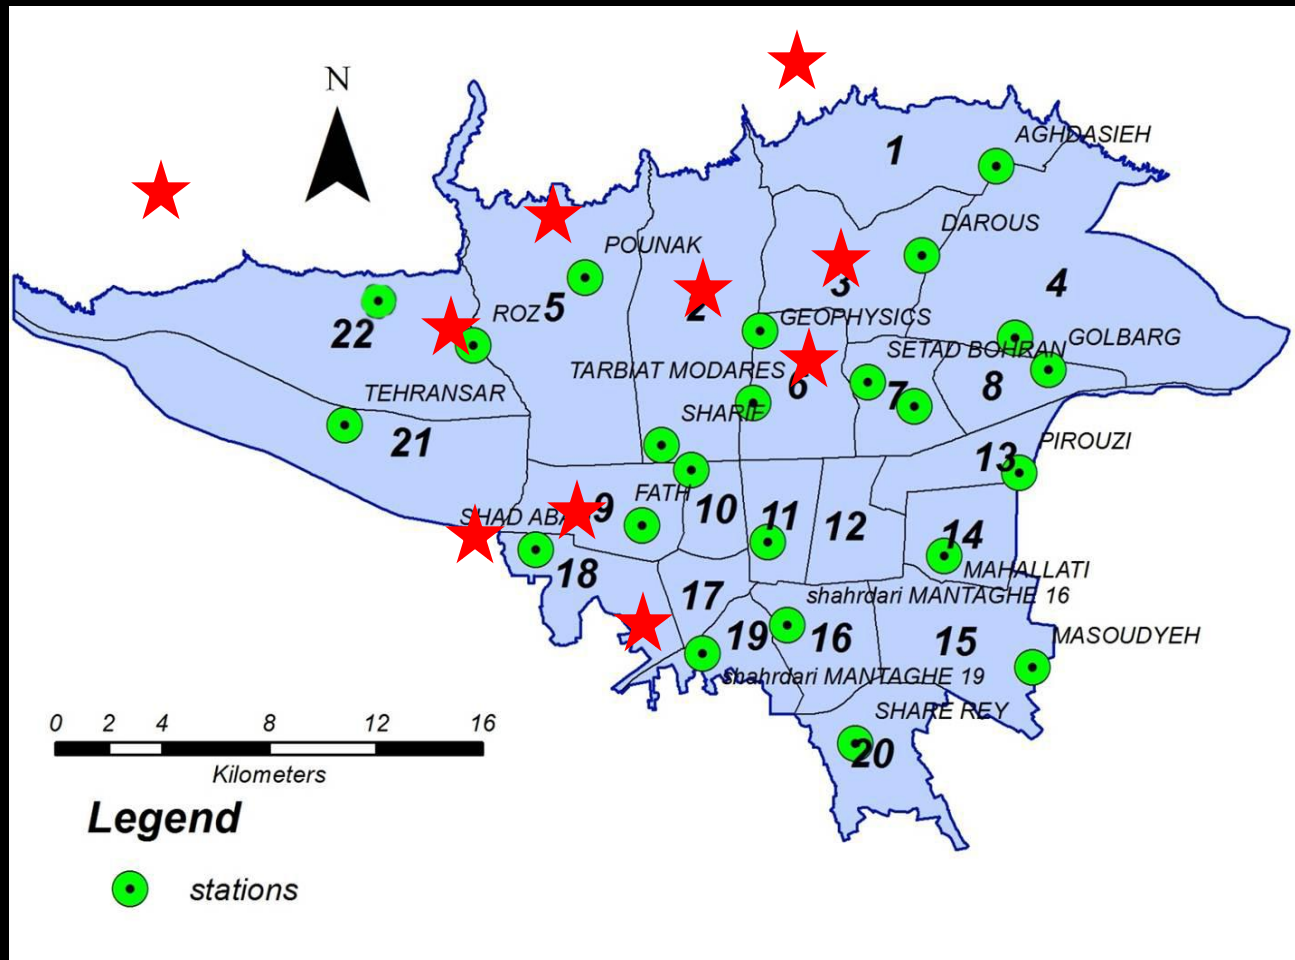 N
AGHDASIEH
1
DAROUS
POUNAK
4
3
5
2
ROZ
22
GEOPHYSICS
GOLBARG
SETAD BOHRAN
TARBIAT MODARES
6
7
8
TEHRANSAR
SHARIF
21
PIROUZI
13
FATH
9
10
SHAD ABA
11
12
14
18
MAHALLATI
17
shahrdari MANTAGHE 16
19
16
15
MASOUDYEH
shahrdari MANTAGHE 19
SHARE REY
20
0 2 4 8 12 16
Kilometers
Legend
stations